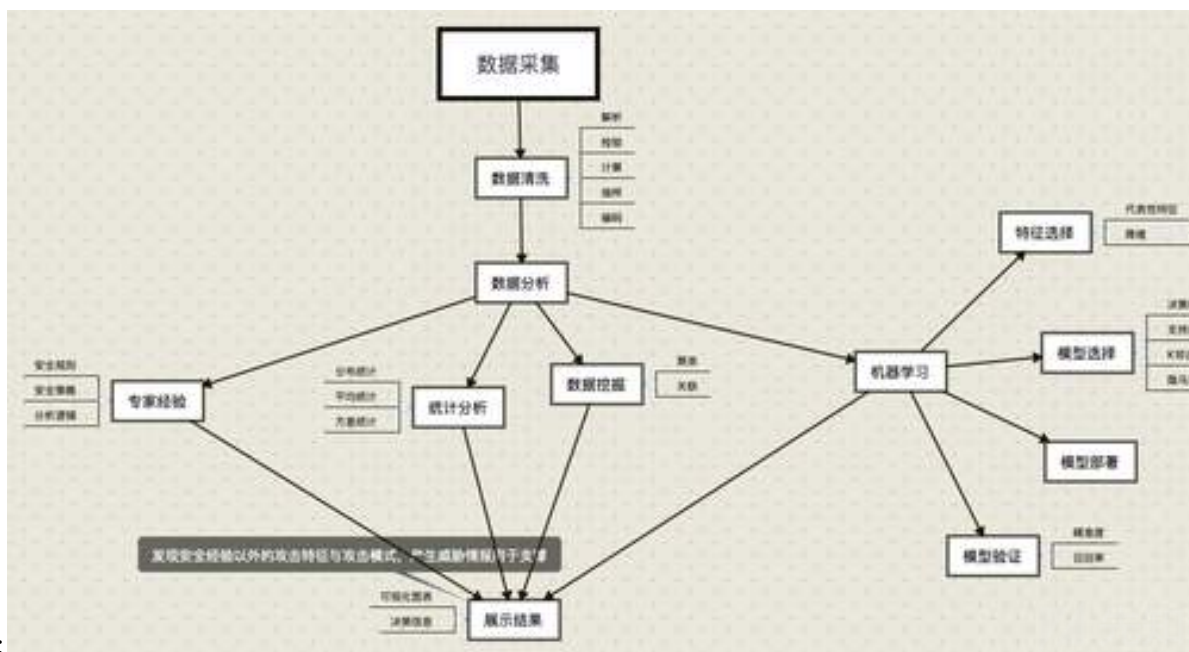 数据采集
解析
校验
计算
抽样
编码
数据清洗
数据分析
代表性特征
降维
特征选择
模型选择
机器学习
模型部署
精准度
召回率
模型验证
安全规则
安全策略
分析逻辑
专家经验
分布统计
平均统计
方差统计
统计分析
数据挖掘
聚类
关联
发现安全经验以外的攻击特征与攻击模式
威胁情报用于支撑
可视化图表
决策信息
展示结果